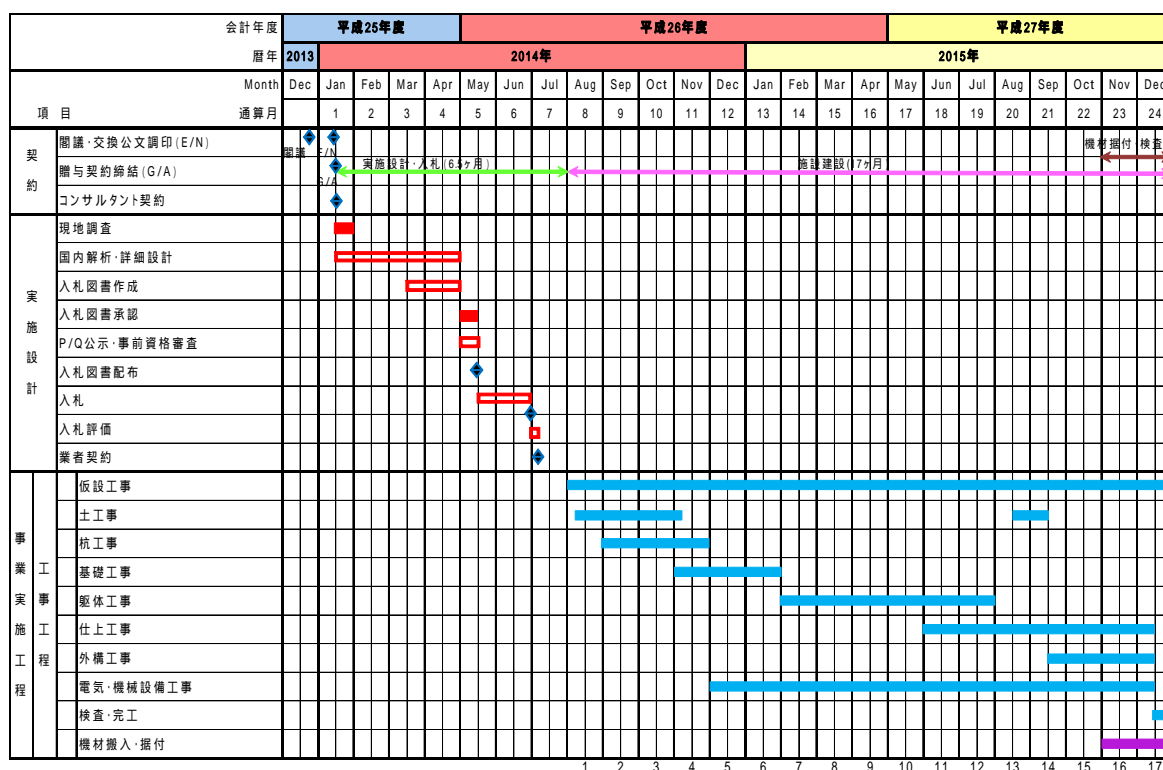 会計年度 平成25年度 平成26年度 平成27年度
暦年 2013 2014年 2015年
Month Dec Jan Feb Mar Apr May Jun Jul Aug Sep Oct Nov Dec Jan Feb Mar Apr May Jun Jul Aug Sep Oct Nov Dec
項目 通算月 1 2 3 4 5 6 7 8 9 10 11 12 13 14 15 16 17 18 19 20 21 22 23 24
契約
閣議・交換公文調印(E/N)
閣議 E/N 機材据付・検査
贈与契約締結(G/A) 実施設計・入札(6.5ヶ月) 施設建設(17ヶ月)
G/A
コンサルタント契約
実施設計
現地調査
国内解析・詳細設計
入札図書作成
入札図書承認
P/Q公示・事前資格審査
入札図書配布
入札
入札評価
業者契約
事業実施工程
工事工程
仮設工事
土工事
杭工事
基礎工事
躯体工事
仕上工事
外構工事
電気・機械設備工事
検査・完工
機材搬入・据付
1 2 3 4 5 6 7 8 9 10 11 12 13 14 15 16 17